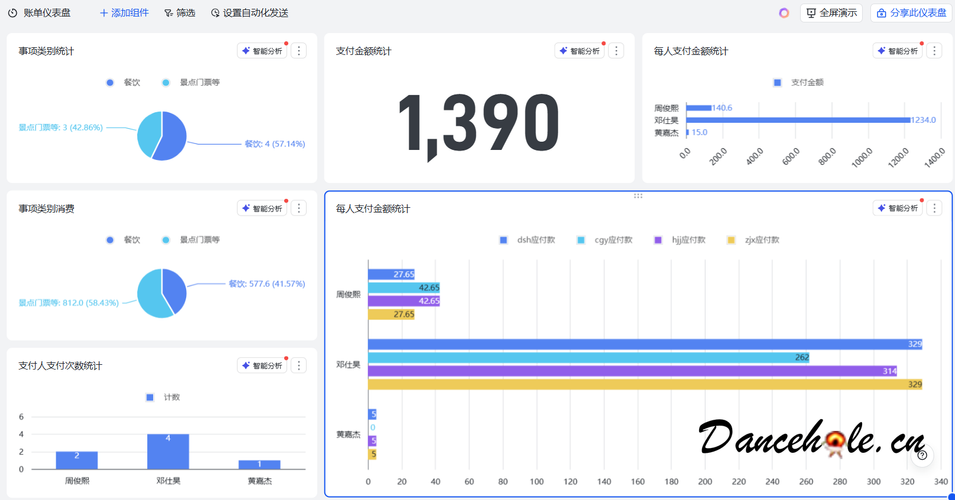 账单仪表盘 添加组件 筛选 设置自动化发送 全屏演示 分享此仪表盘
事项类别统计 智能分析
餐饮 景点门票等
景点门票等: 3 (42.86%)
餐饮: 4 (57.14%)
支付金额统计 智能分析
1,390
每人支付金额统计 智能分析
支付金额
周俊熙 140.6
邓仕昊 1234.0
黄嘉杰 15.0
0.0 200.0 400.0 600.0 800.0 1000.0 1200.0 1400.0
事项类别消费 智能分析
餐饮 景点门票等
餐饮: 577.6 (41.57%)
景点门票等: 812.0 (58.43%)
支付人支付次数统计 智能分析
计数
6
4
2
0
2 4 1
周俊熙 邓仕昊 黄嘉杰
每人支付金额统计 智能分析
dsh应付款 cgy应付款 hjj应付款 zjx应付款
27.65
42.65
周俊熙
42.65
27.65
329
262
邓仕昊
314
329
5
0
黄嘉杰
5
5
0 20 40 60 80 100 120 140 160 180 200 220 240 260 280 300 320 340
Dancehole.cn